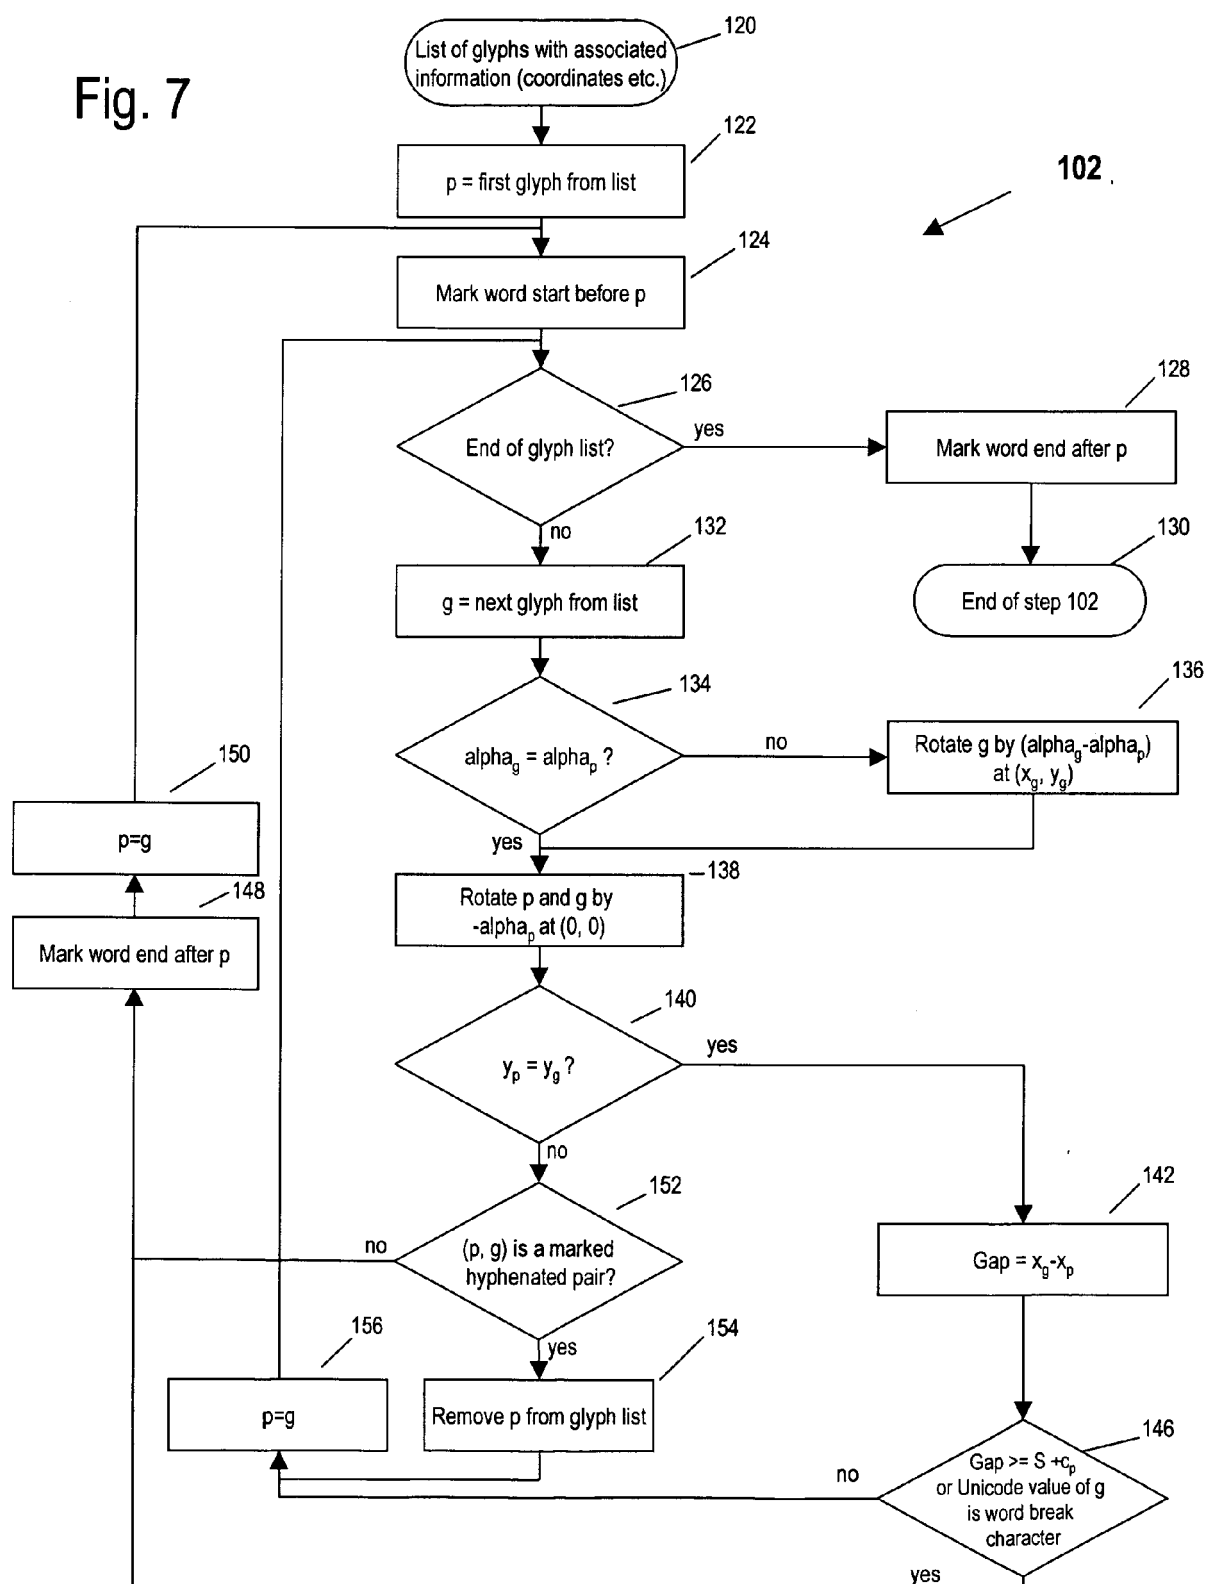 Fig. 7
120
List of glyphs with associated
information (coordinates etc.)
122
p = first glyph from list
102
124
Mark word start before p
126
End of glyph list?
yes
128
Mark word end after p
no
130
End of step 102
132
g = next glyph from list
134
alpha_g = alpha_p ?
no
136
Rotate g by (alpha_g-alpha_p)
at (x_g, y_g)
yes
138
Rotate p and g by
-alpha_p at (0, 0)
150
p=g
148
Mark word end after p
140
y_p = y_g ?
yes
no
142
Gap = x_g-x_p
152
(p, g) is a marked
hyphenated pair?
no
yes
154
Remove p from glyph list
156
p=g
146
Gap >= S +c_p
or Unicode value of g
is word break
character
no
yes